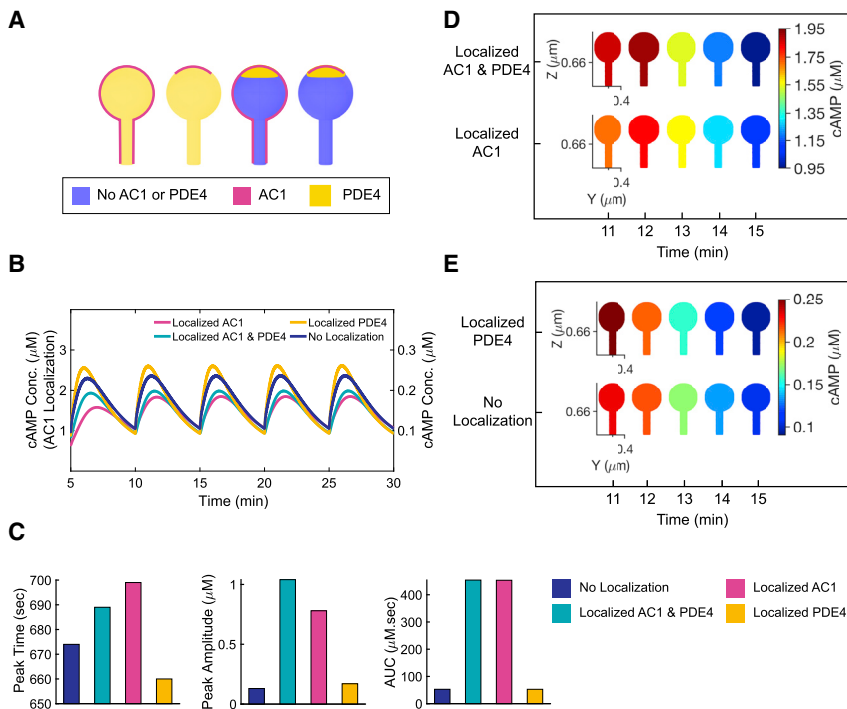 A
No AC1 or PDE4
AC1
PDE4
B
Localized AC1
Localized PDE4
Localized AC1 & PDE4
No Localization
cAMP Conc. (μM)
(AC1 Localization)
3
2
1
0.3
0.2
0.1
cAMP Conc. (μM)
5
10
15
20
25
30
Time (min)
C
Peak Time (sec)
700
690
680
670
660
650
Peak Amplitude (μM)
1
0.5
0
AUC (μM.sec)
400
300
200
100
0
No Localization
Localized AC1
Localized AC1 & PDE4
Localized PDE4
D
Localized
AC1 & PDE4
Localized
AC1
Z (μm)
0.66
0.4
0.66
0.4
Y (μm)
1.95
1.75
1.55
1.35
1.15
0.95
cAMP (μM)
11
12
13
14
15
Time (min)
E
Localized
PDE4
No
Localization
Z (μm)
0.66
0.4
0.66
0.4
Y (μm)
0.25
0.2
0.15
0.1
cAMP (μM)
11
12
13
14
15
Time (min)